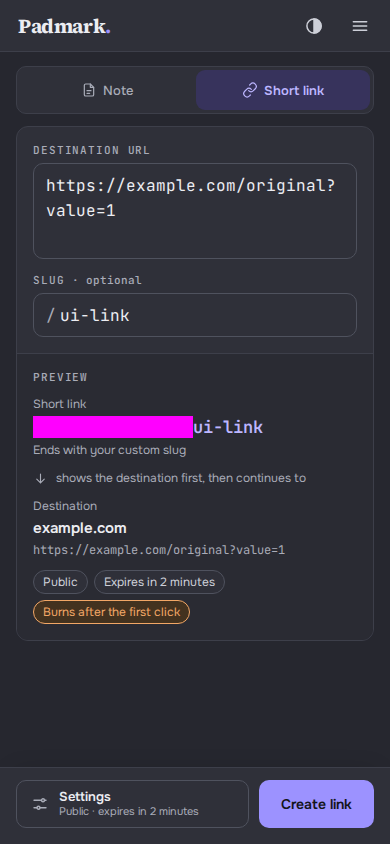 Padmark.
Note
Short link
DESTINATION URL
https://example.com/original?
value=1
SLUG · optional
/ ui-link
PREVIEW
Short link
ui-link
Ends with your custom slug
↓ shows the destination first, then continues to
Destination
example.com
https://example.com/original?value=1
Public
Expires in 2 minutes
Burns after the first click
Settings
Public · expires in 2 minutes
Create link